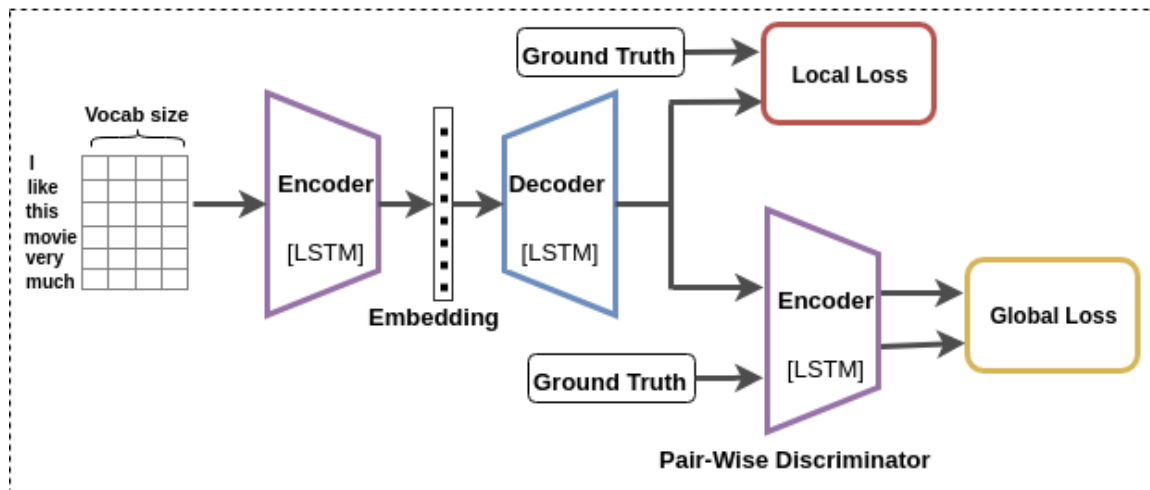 Vocab size
I
like
this
movie
very
much
Encoder
[LSTM]
Embedding
Decoder
[LSTM]
Ground Truth
Local Loss
Ground Truth
Encoder
[LSTM]
Pair-Wise Discriminator
Global Loss